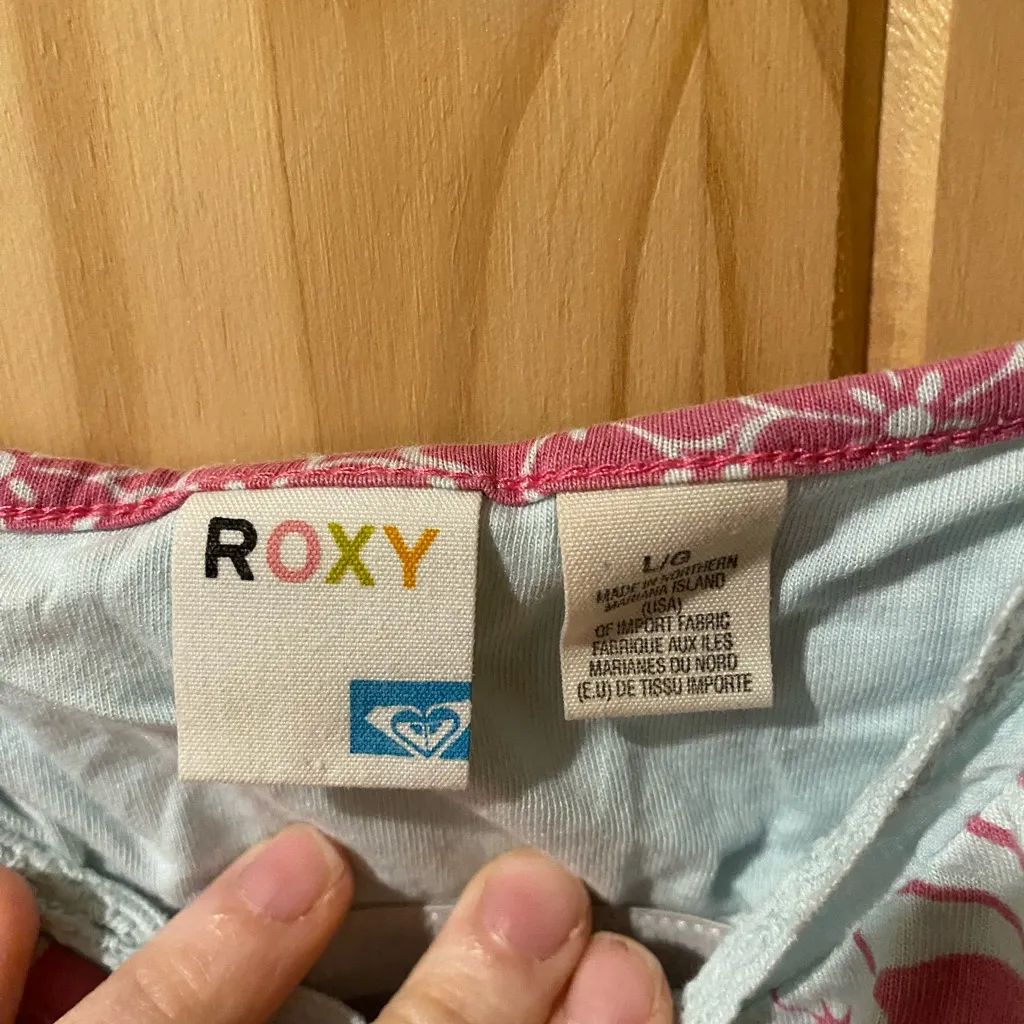 ROXY
L/G
MADE IN NORTHERN
MARIANA ISLAND
(USA)
OF IMPORT FABRIC
FABRIQUE AUX ILES
MARIANES DU NORD
(E.U) DE TISSU IMPORTE